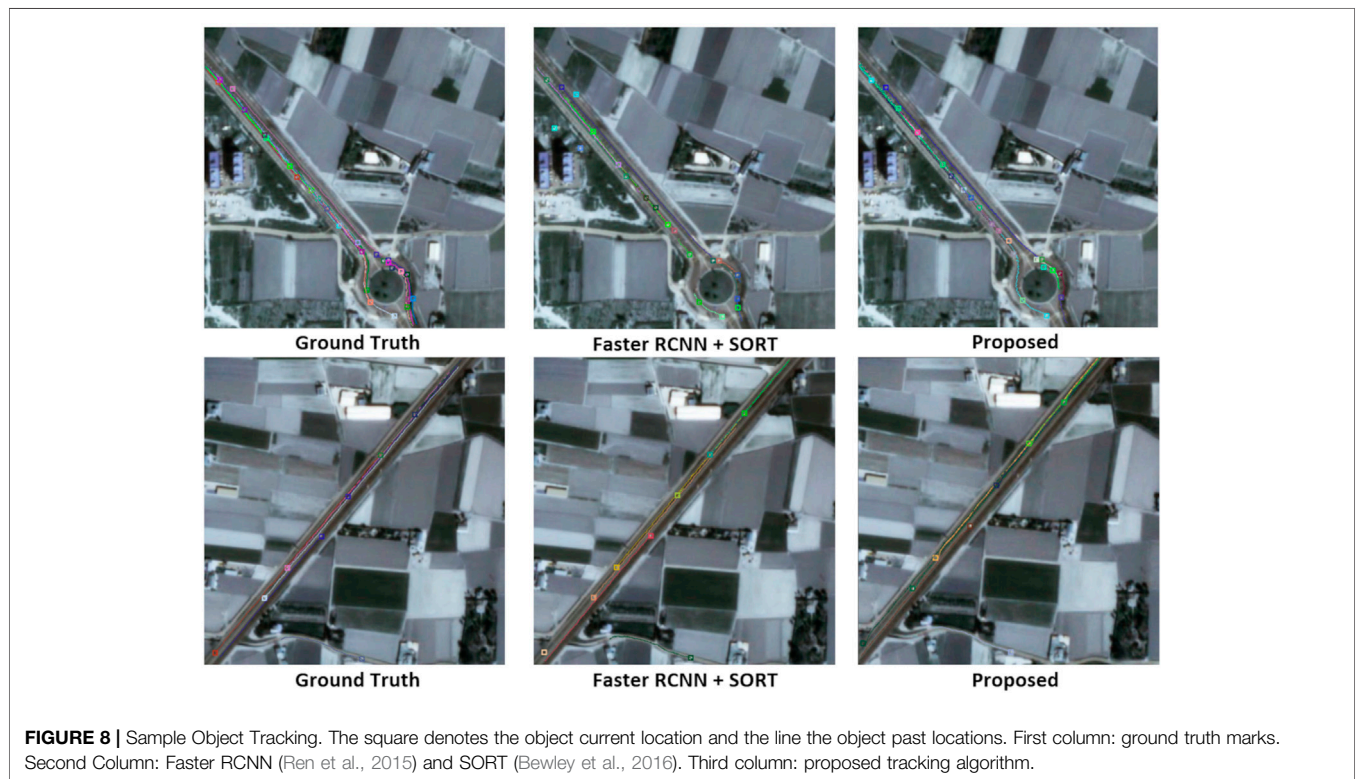 Ground Truth
Faster RCNN + SORT
Proposed
Ground Truth
Faster RCNN + SORT
Proposed
FIGURE 8 | Sample Object Tracking. The square denotes the object current location and the line the object past locations. First column: ground truth marks.
Second Column: Faster RCNN (Ren et al., 2015) and SORT (Bewley et al., 2016). Third column: proposed tracking algorithm.